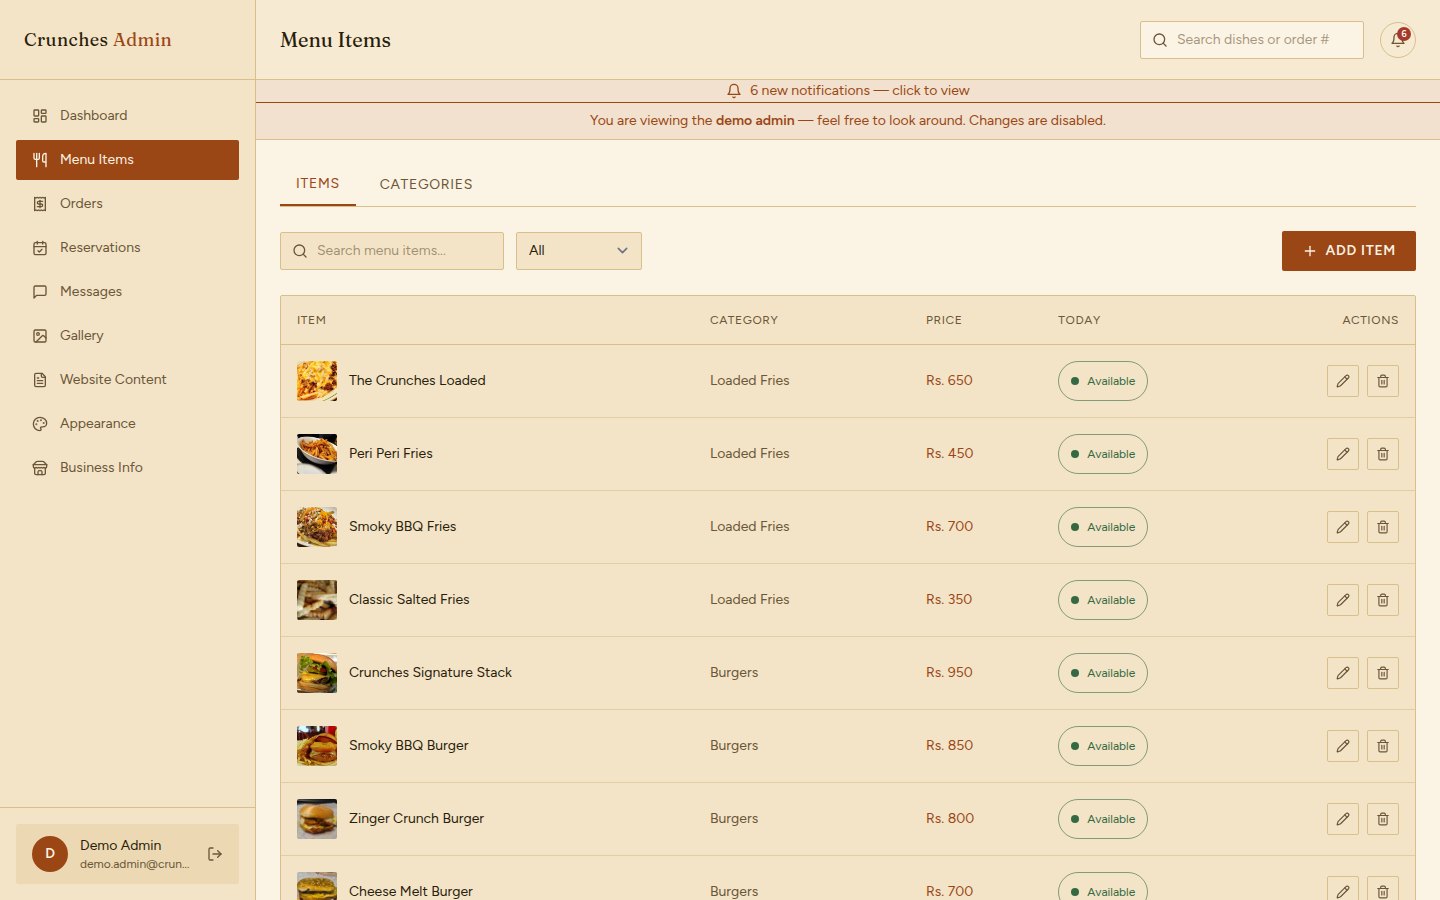 Crunches Admin
Menu Items
Search dishes or order #
6
Dashboard
Menu Items
Orders
Reservations
Messages
Gallery
Website Content
Appearance
Business Info
Demo Admin
demo.admin@crun...
D
6 new notifications — click to view
You are viewing the demo admin — feel free to look around. Changes are disabled.
ITEMS CATEGORIES
Search menu items... All ADD ITEM
ITEM CATEGORY PRICE TODAY ACTIONS
The Crunches Loaded Loaded Fries Rs. 650 Available
Peri Peri Fries Loaded Fries Rs. 450 Available
Smoky BBQ Fries Loaded Fries Rs. 700 Available
Classic Salted Fries Loaded Fries Rs. 350 Available
Crunches Signature Stack Burgers Rs. 950 Available
Smoky BBQ Burger Burgers Rs. 850 Available
Zinger Crunch Burger Burgers Rs. 800 Available
Cheese Melt Burger Burgers Rs. 700 Available